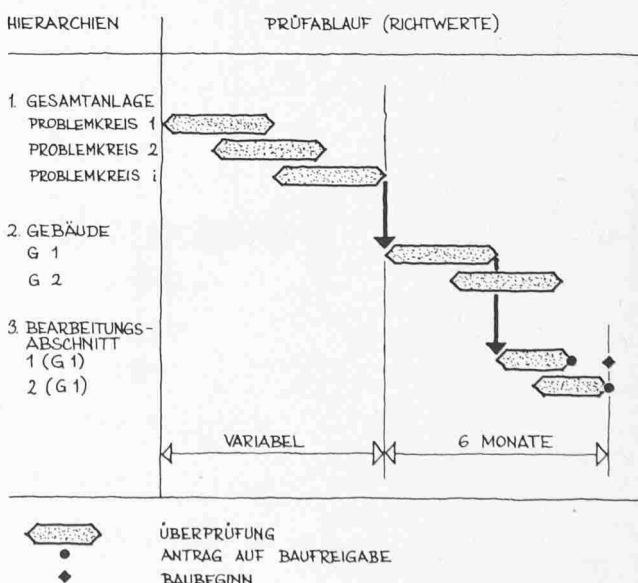 HIERARCHIEN PRÜFABLAUF (RICHTWERTE)
1. GESAMTANLAGE
PROBLEMKREIS 1
PROBLEMKREIS 2
PROBLEMKREIS i
2. GEBÄUDE
G 1
G 2
3. BEARBEITUNGS-
ABSCHNITT
1 (G 1)
2 (G 1)
VARIABEL 6 MONATE
ÜBERPRÜFUNG
ANTRAG AUF BAUFREIGABE
BAUBEGINN